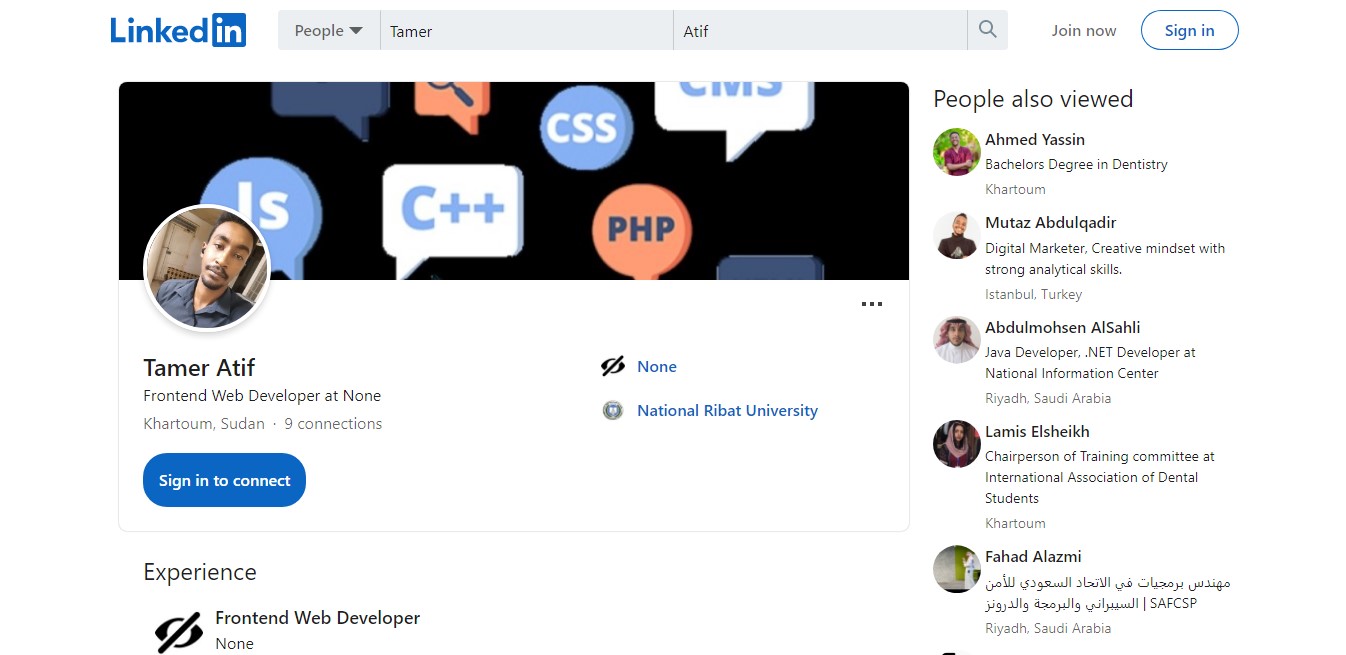 Linked in
People
Tamer
Atif
Join now
Sign in
CMS
CSS
Js
C++
PHP
Tamer Atif
Frontend Web Developer at None
Khartoum, Sudan · 9 connections
None
National Ribat University
Sign in to connect
Experience
Frontend Web Developer
None
People also viewed
Ahmed Yassin
Bachelors Degree in Dentistry
Khartoum
Mutaz Abdulqadir
Digital Marketer, Creative mindset with
strong analytical skills.
Istanbul, Turkey
Abdulmohsen AlSahli
Java Developer, .NET Developer at
National Information Center
Riyadh, Saudi Arabia
Lamis Elsheikh
Chairperson of Training committee at
International Association of Dental
Students
Khartoum
Fahad Alazmi
مهندس برمجيات في الاتحاد السعودي للأمن
السيبراني والبرمجة والدرونز | SAFCSP
Riyadh, Saudi Arabia